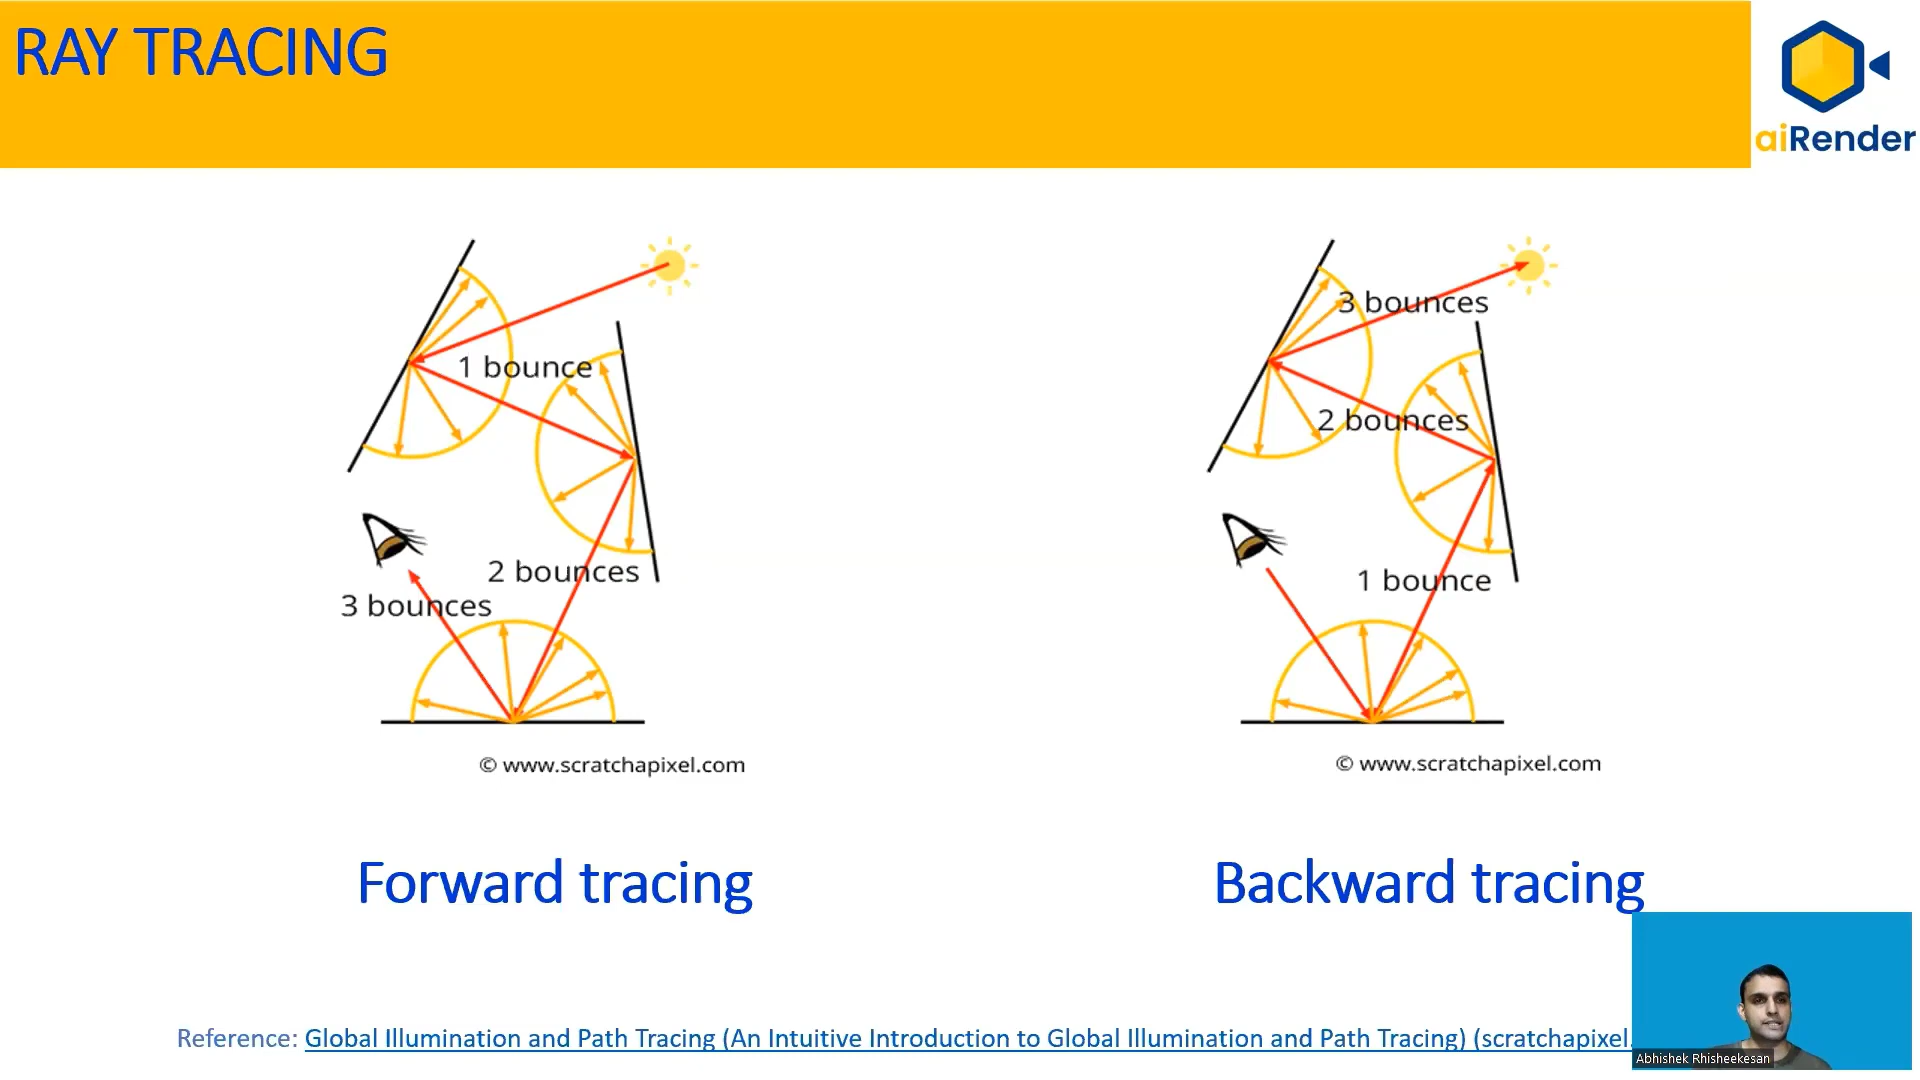 RAY TRACING
aiRender
1 bounce
2 bounces
3 bounces
© www.scratchapixel.com
3 bounces
2 bounces
1 bounce
© www.scratchapixel.com
Forward tracing
Backward tracing
Reference: Global Illumination and Path Tracing (An Intuitive Introduction to Global Illumination and Path Tracing) (scratchapixel.
Abhishek Rhisheekesan